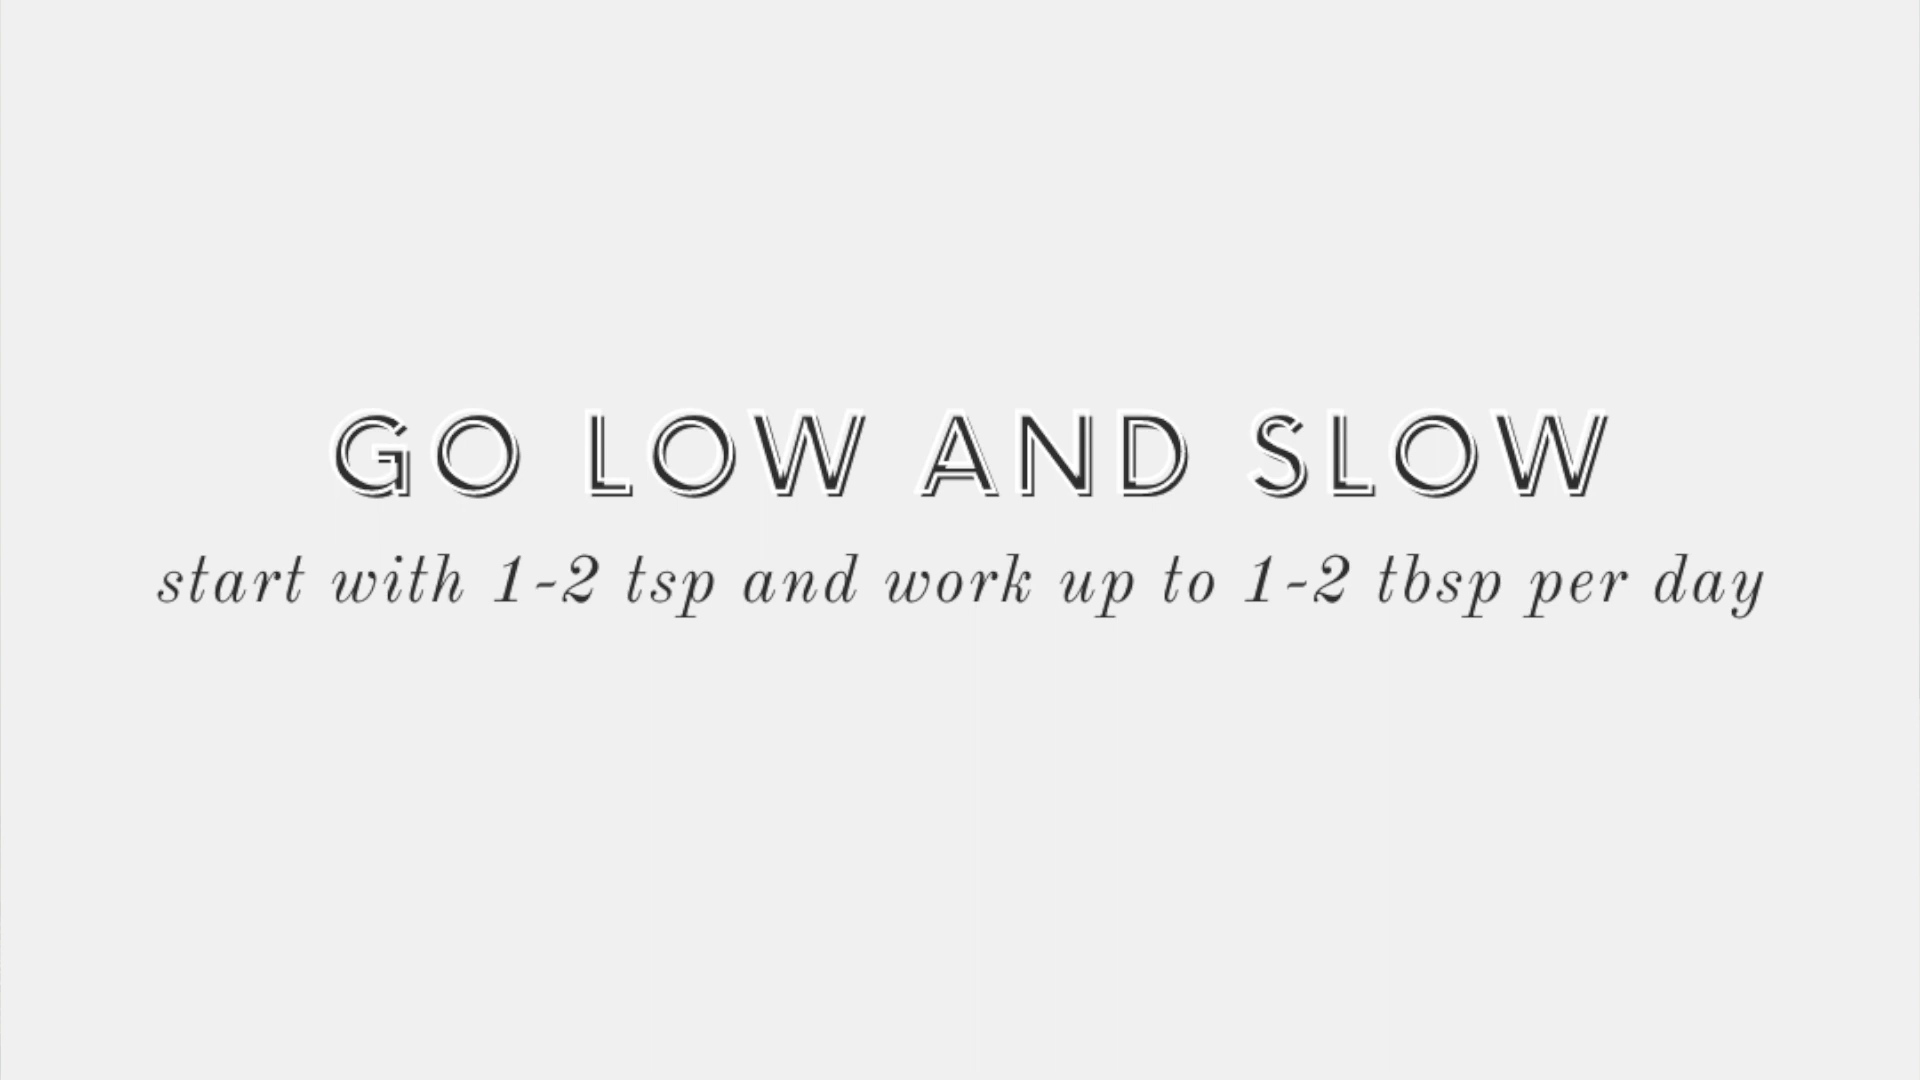 GO LOW AND SLOW
start with 1-2 tsp and work up to 1-2 tbsp per day